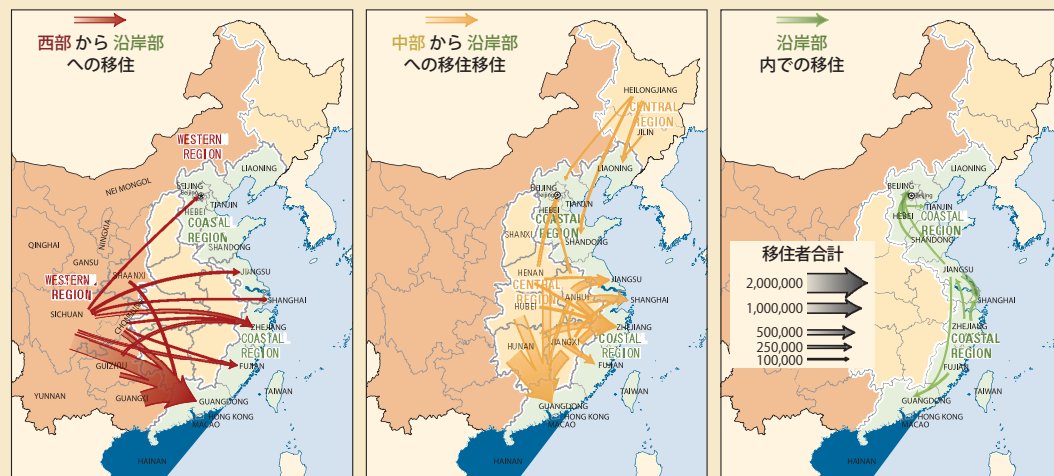 西部 から 沿岸部
への移住
WESTERN
REGION
NEI MONGOL
BEIJING
Beijing
LIAONING
TIANJIN
HEBEI
COASAL
REGION
NINGXIA
SHANDONG
QINGHAI
GANSU
SHAANXI
JIANGSU
WESTERN
REGION
SHANGHAI
SICHUAN
ZHEJIANG
COASTAL
REGION
GUIZHOU
FUJIAN
YUNNAN
GUANGXI
GUANGDONG
TAIWAN
HONG KONG
MACAO
HAINAN
中部 から 沿岸部
への移住移住
HEILONGJIANG
CENTRAL
REGION
JILIN
LIAONING
BEIJING
Beijing
TIANJIN
HEBEI
COASTAL
REGION
SHANXI
SHANDONG
HENAN
JIANGSU
CENTRAL
REGION
ANHUI
SHANGHAI
HUBEI
ZHEJIANG
HUNAN
JIANGXI
COASTAL
REGION
FUJIAN
GUANGDONG
TAIWAN
HONG KONG
MACAO
HAINAN
沿岸部
内での移住
LIAONING
BEIJING
Beijing
TIANJIN
HEBEI
COASTAL
REGION
SHANDONG
移住者合計
2,000,000
1,000,000
500,000
250,000
100,000
JIANGSU
SHANGHAI
ZHEJIANG
COASTAL
REGION
FUJIAN
GUANGDONG
TAIWAN
HONG KONG
MACAO
HAINAN